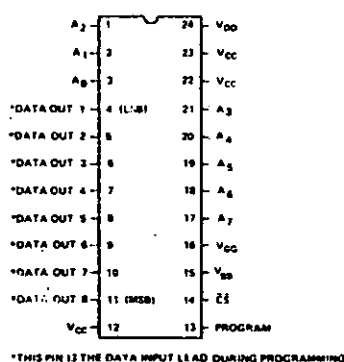 A2 1 24 VDD
A1 2 23 VCC
A0 3 22 VCC
*DATA OUT 1 4 (LSB) 21 A3
*DATA OUT 2 5 20 A4
*DATA OUT 3 6 19 A5
*DATA OUT 4 7 18 A6
*DATA OUT 5 8 17 A7
*DATA OUT 6 9 16 VGG
*DATA OUT 7 10 15 VBB
*DATA OUT 8 11 (MSB) 14 CS
VCC 12 13 PROGRAM
*THIS PIN IS THE DATA INPUT LEAD DURING PROGRAMMING